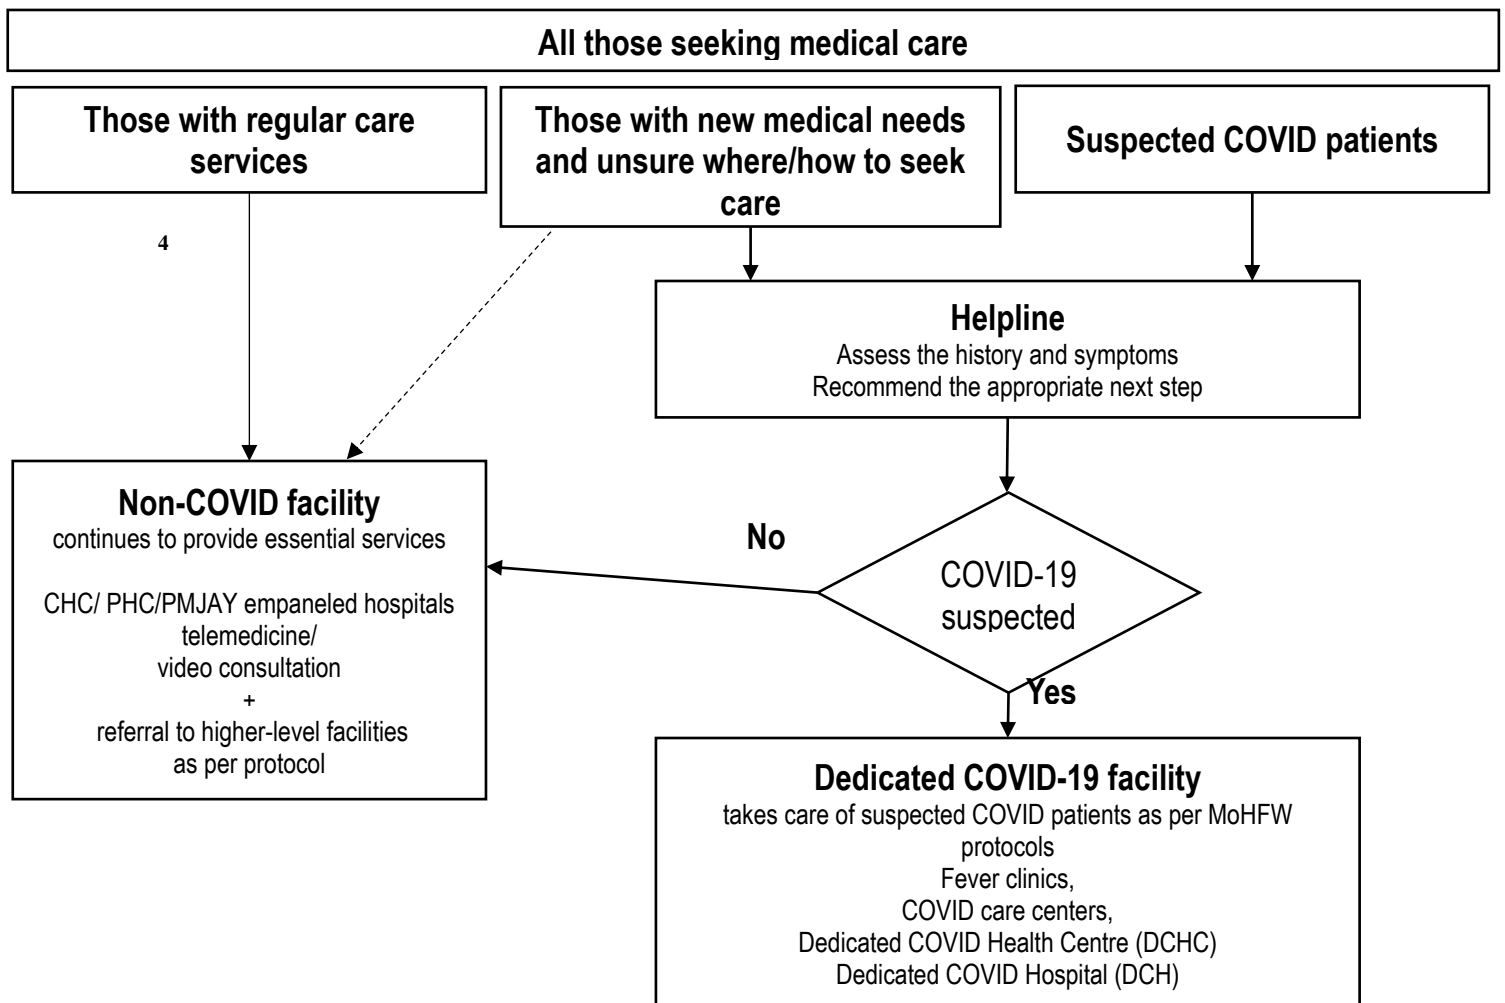 All those seeking medical care
Those with regular care
services
Those with new medical needs
and unsure where/how to seek
care
Suspected COVID patients
4
Helpline
Assess the history and symptoms
Recommend the appropriate next step
Non-COVID facility
continues to provide essential services
CHC/ PHC/PMJAY empaneled hospitals
telemedicine/
video consultation
+
referral to higher-level facilities
as per protocol
No
COVID-19
suspected
Yes
Dedicated COVID-19 facility
takes care of suspected COVID patients as per MoHFW
protocols
Fever clinics,
COVID care centers,
Dedicated COVID Health Centre (DCHC)
Dedicated COVID Hospital (DCH)